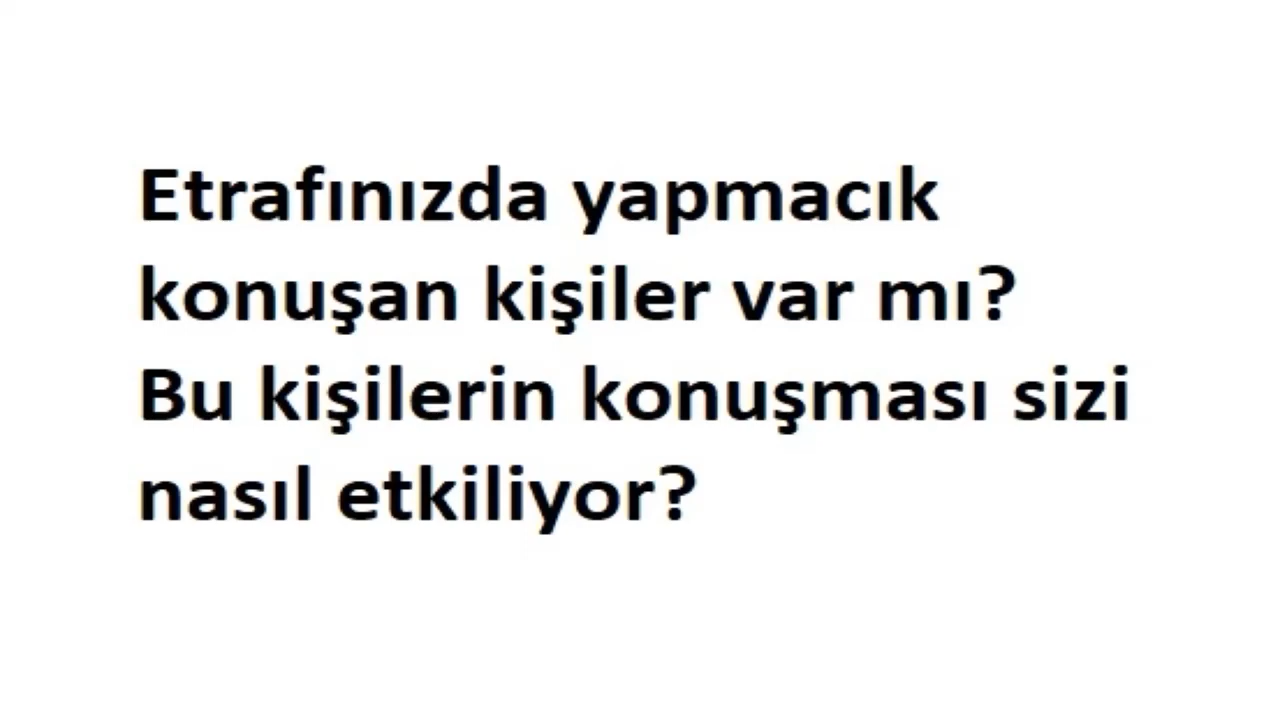 Etrafınızda yapmacık
konuşan kişiler var mı?
Bu kişilerin konuşması sizi
nasıl etkiliyor?